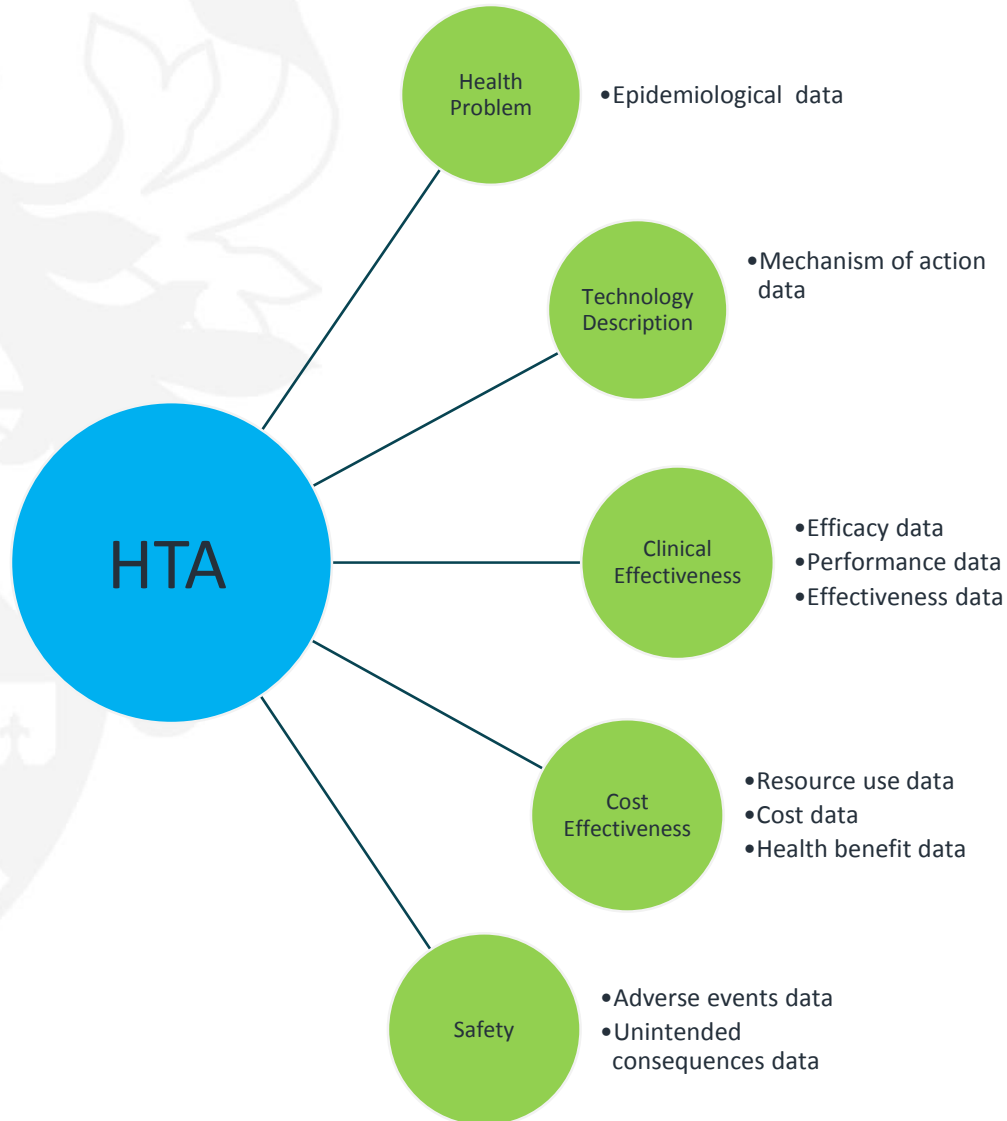 Health
Problem
•Epidemiological data
Technology
Description
•Mechanism of action
data
HTA
Clinical
Effectiveness
•Efficacy data
•Performance data
•Effectiveness data
Cost
Effectiveness
•Resource use data
•Cost data
•Health benefit data
Safety
•Adverse events data
•Unintended
consequences data